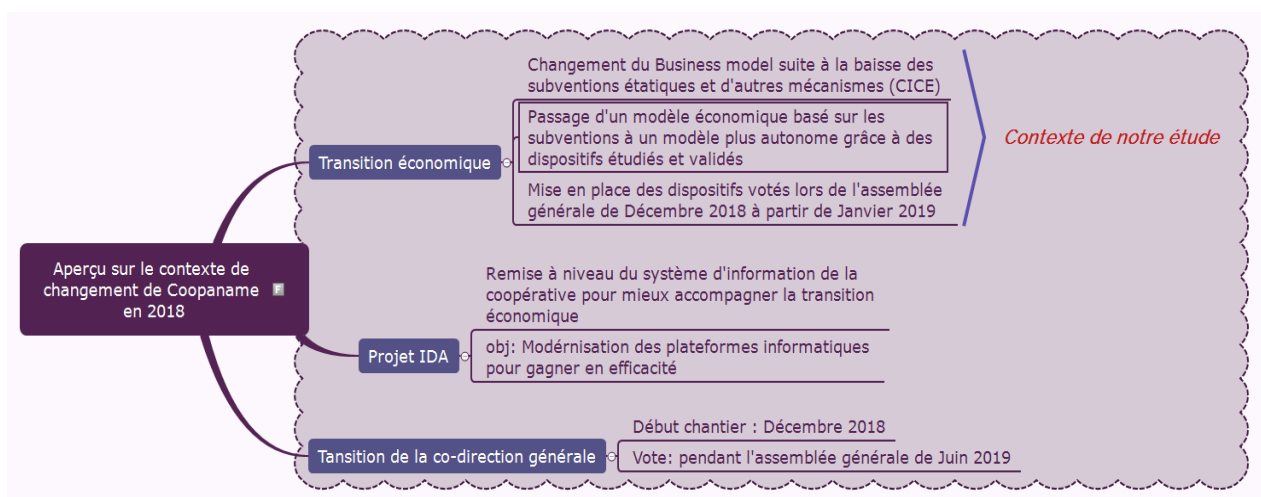 Aperçu sur le contexte de
changement de Coopaname
en 2018
F
Transition économique
Changement du Business model suite à la baisse des
subventions étatiques et d'autres mécanismes (CICE)
Passage d'un modèle économique basé sur les
subventions à un modèle plus autonome grâce à des
dispositifs étudiés et validés
Mise en place des dispositifs votés lors de l'assemblée
générale de Décembre 2018 à partir de Janvier 2019
Contexte de notre étude
Projet IDA
Remise à niveau du système d'information de la
coopérative pour mieux accompagner la transition
économique
obj: Modérnisation des plateformes informatiques
pour gagner en efficacité
Tansition de la co-direction générale
Début chantier : Décembre 2018
Vote: pendant l'assemblée générale de Juin 2019